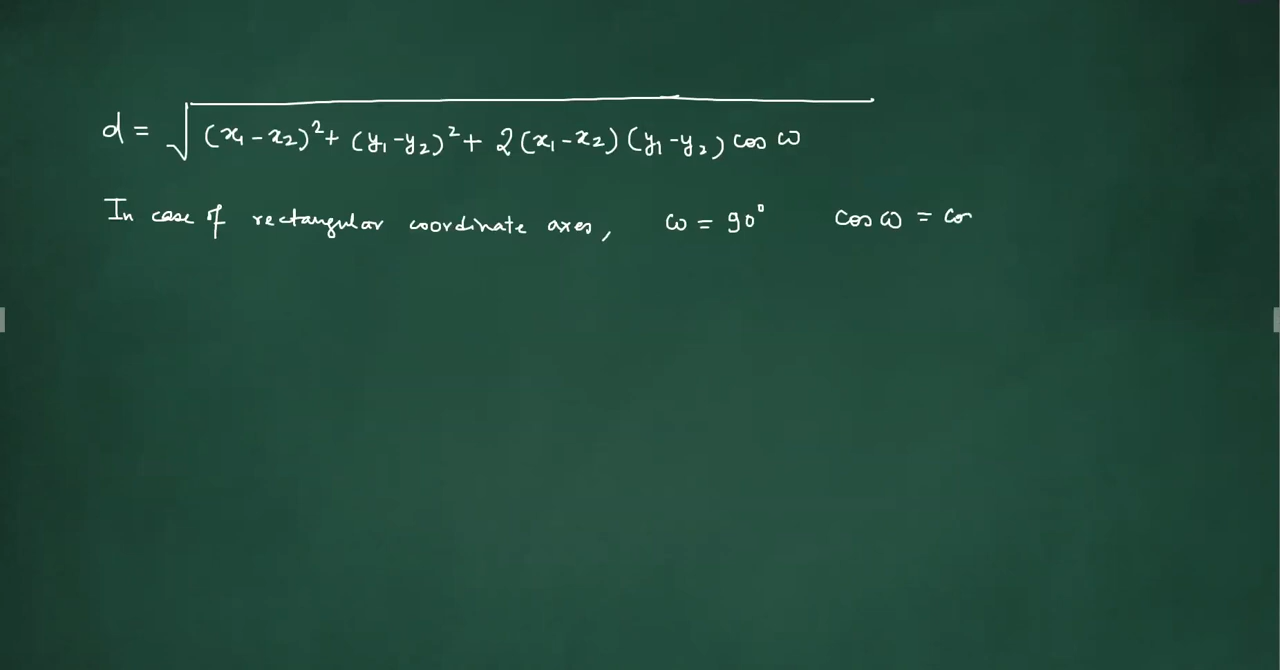 d = √((x₁ - x₂)² + (y₁ - y₂)² + 2(x₁ - x₂)(y₁ - y₂) cos ω)
In case of rectangular coordinate axes, ω = 90° cos ω = co